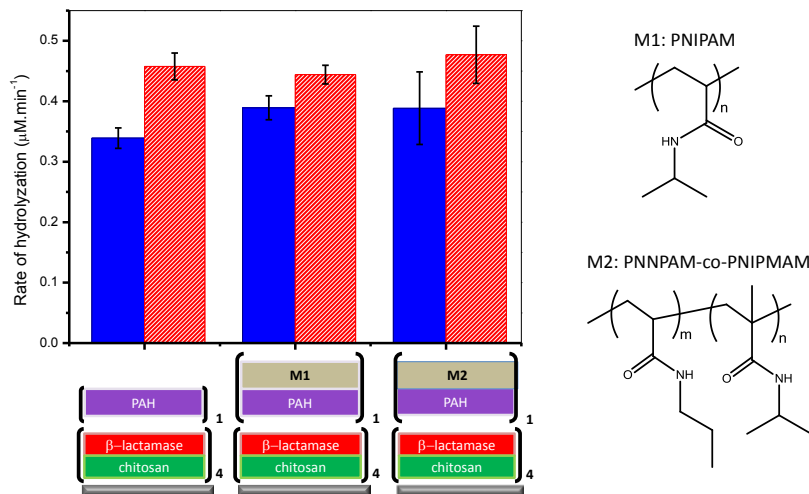 Rate of hydrolyzation (μM.min⁻¹)
0.5
0.4
0.3
0.2
0.1
0.0
PAH
1
β–lactamase
chitosan
4
M1
PAH
1
β–lactamase
chitosan
4
M2
PAH
1
β–lactamase
chitosan
4
M1: PNIPAM
n
HN
O
M2: PNNPAM-co-PNIPMAM
m
n
O
NH
O
NH